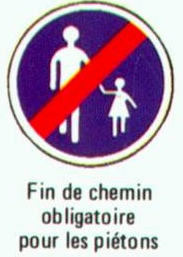 Fin de chemin
obligatoire
pour les piétons